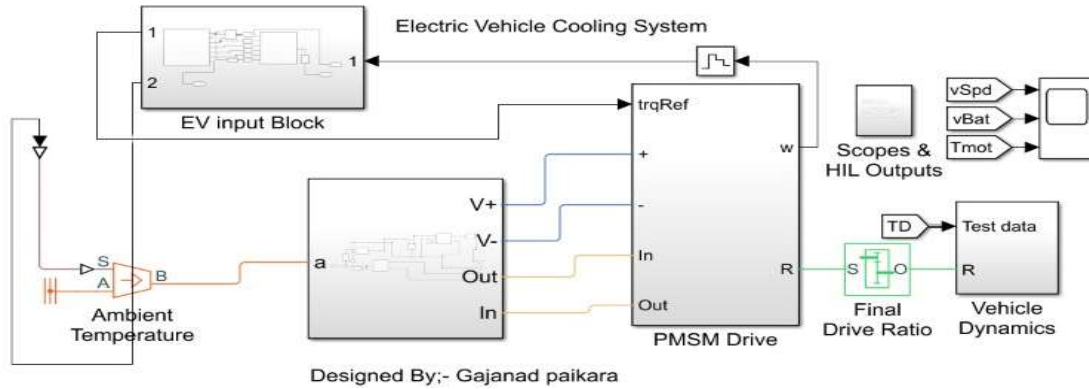 Electric Vehicle Cooling System
1
2
1
EV input Block
trqRef
+
-
In
Out
w
R
PMSM Drive
Scopes &
HIL Outputs
vSpd
vBat
Tmot
V+
V-
Out
In
a
S
A
B
Ambient
Temperature
S
O
Final
Drive Ratio
TD
Test data
R
Vehicle
Dynamics
Designed By;- Gajanad paikara